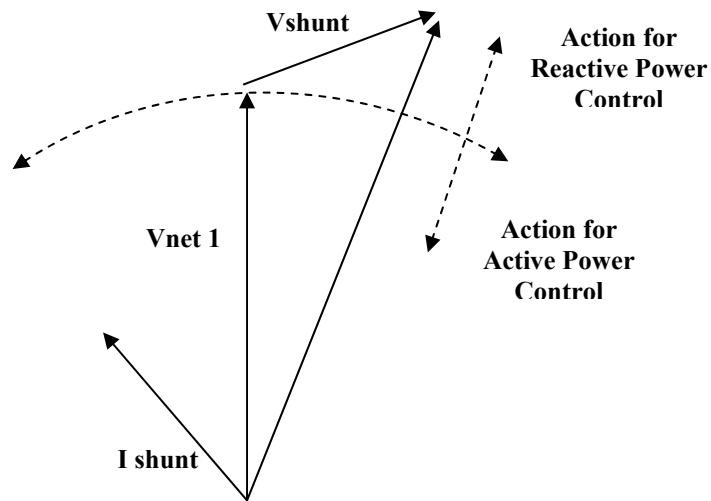 Vshunt
Action for
Reactive Power
Control
Vnet 1
Action for
Active Power
Control
I shunt